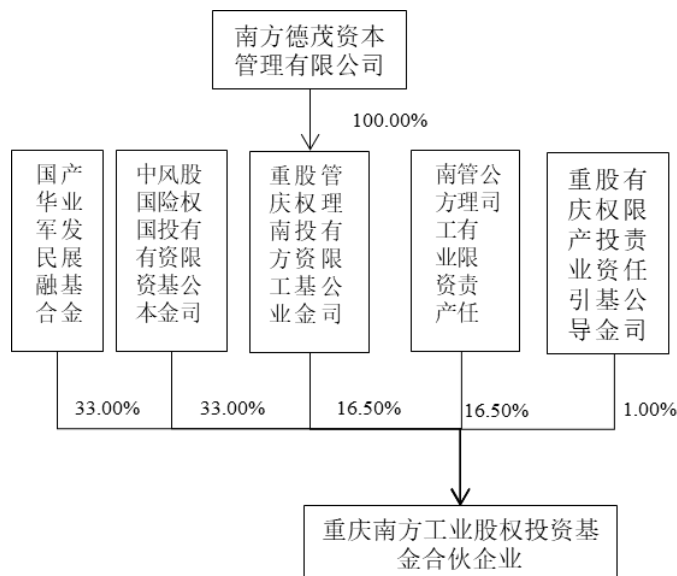 南方德茂资本
管理有限公司
100.00%
国华军民融合
产业发展基金
中国国有资本
风险投资基金
股权有限公司
重庆南方工业
股权投资基金
管理有限公司
南方工业资产
管理有限责任
公司
重庆产业引导
股权投资基金
有限责任公司
33.00%
33.00%
16.50%
16.50%
1.00%
重庆南方工业股权投资基
金合伙企业